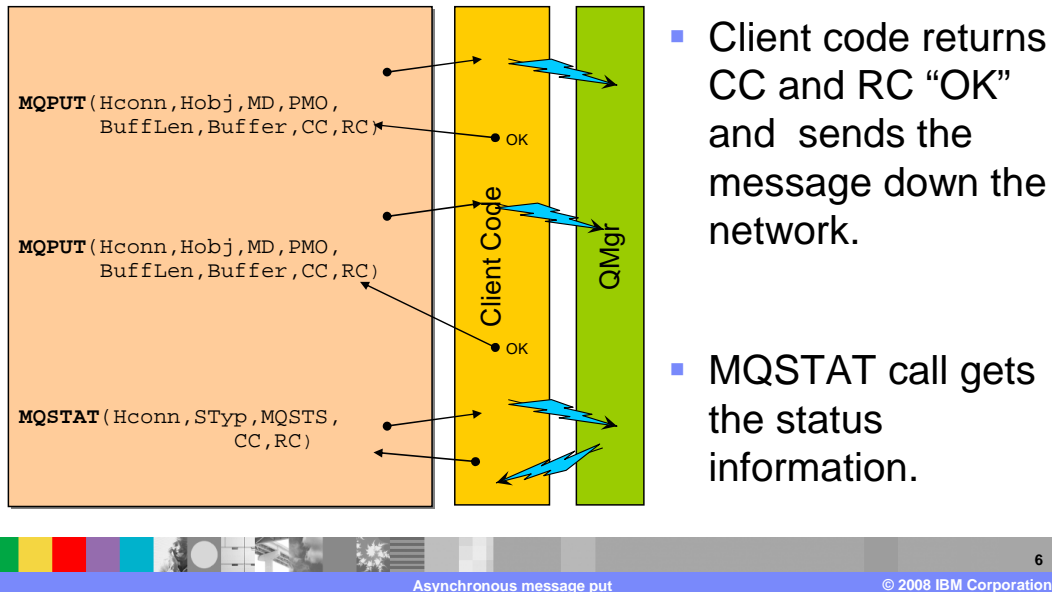 MQPUT(Hconn,Hobj,MD,PMO,
BuffLen,Buffer,CC,RC)
OK
MQPUT(Hconn,Hobj,MD,PMO,
BuffLen,Buffer,CC,RC)
OK
MQSTAT(Hconn,STyp,MQSTS,
CC,RC)
Client Code
QMgr
Client code returns
CC and RC “OK”
and sends the
message down the
network.
MQSTAT call gets
the status
information.
6
Asynchronous message put
© 2008 IBM Corporation